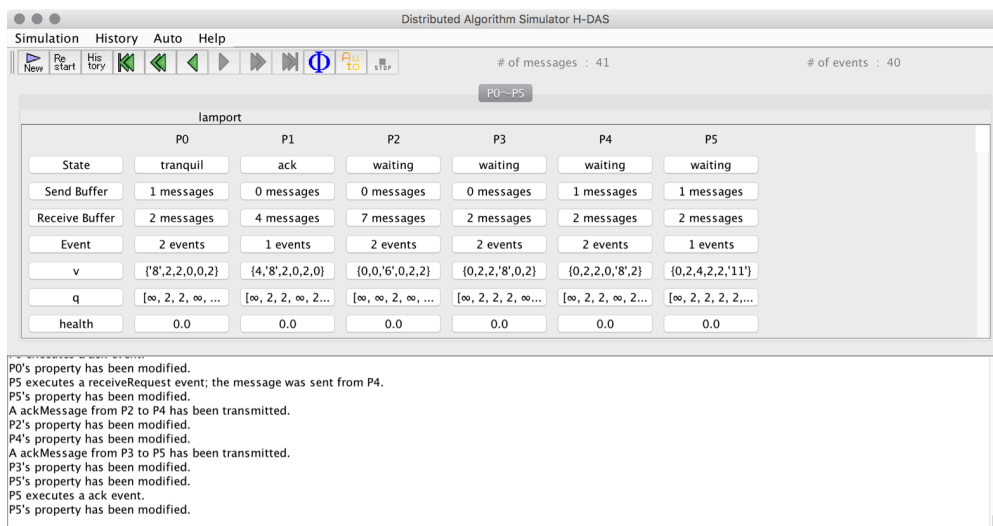 Distributed Algorithm Simulator H-DAS
Simulation History Auto Help
New Re start His tory Φ Auto STOP # of messages : 41 # of events : 40
P0~P5
lamport
P0 P1 P2 P3 P4 P5
State tranquil ack waiting waiting waiting waiting
Send Buffer 1 messages 0 messages 0 messages 0 messages 1 messages 1 messages
Receive Buffer 2 messages 4 messages 7 messages 2 messages 2 messages 2 messages
Event 2 events 1 events 2 events 2 events 2 events 1 events
v {'8',2,2,0,0,2} {4,'8',2,0,2,0} {0,0,'6',0,2,2} {0,2,2,'8',0,2} {0,2,2,0,'8',2} {0,2,4,2,2,'11'}
q [∞, 2, 2, ∞, ... [∞, 2, 2, ∞, 2... [∞, ∞, 2, ∞, ... [∞, 2, 2, 2, ∞... [∞, 2, 2, ∞, 2... [∞, 2, 2, 2, 2,...
health 0.0 0.0 0.0 0.0 0.0 0.0
P0's property has been modified.
P5 executes a receiveRequest event; the message was sent from P4.
P5's property has been modified.
A ackMessage from P2 to P4 has been transmitted.
P2's property has been modified.
P4's property has been modified.
A ackMessage from P3 to P5 has been transmitted.
P3's property has been modified.
P5's property has been modified.
P5 executes a ack event.
P5's property has been modified.